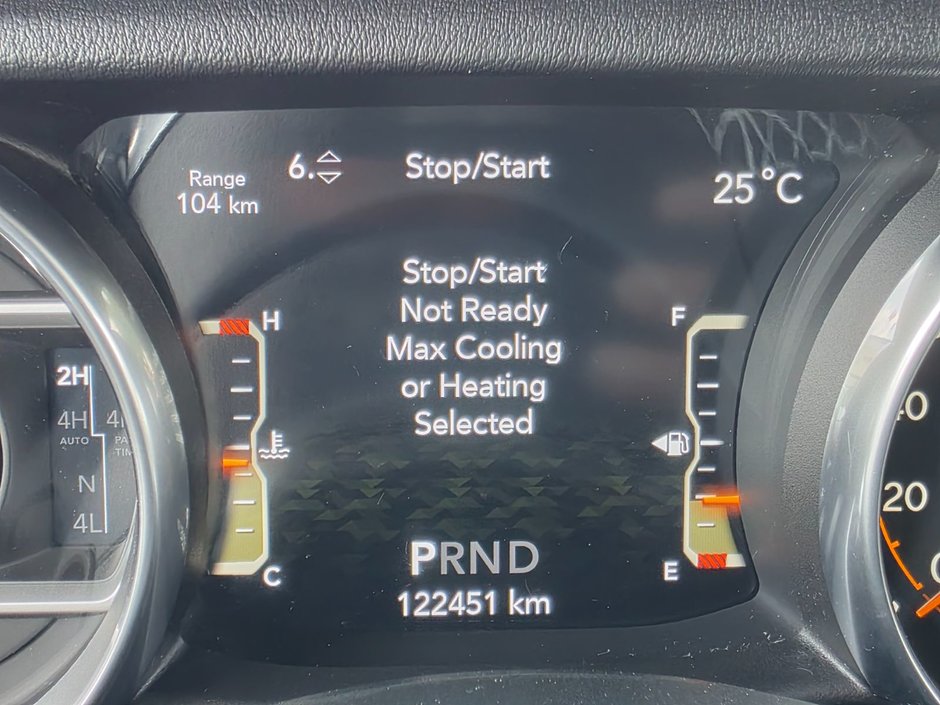 Range
104 km
6.
Stop/Start
25°C
Stop/Start
Not Ready
Max Cooling
or Heating
Selected
H
C
F
E
PRND
122451 km
2H
4H
AUTO
N
4L
20